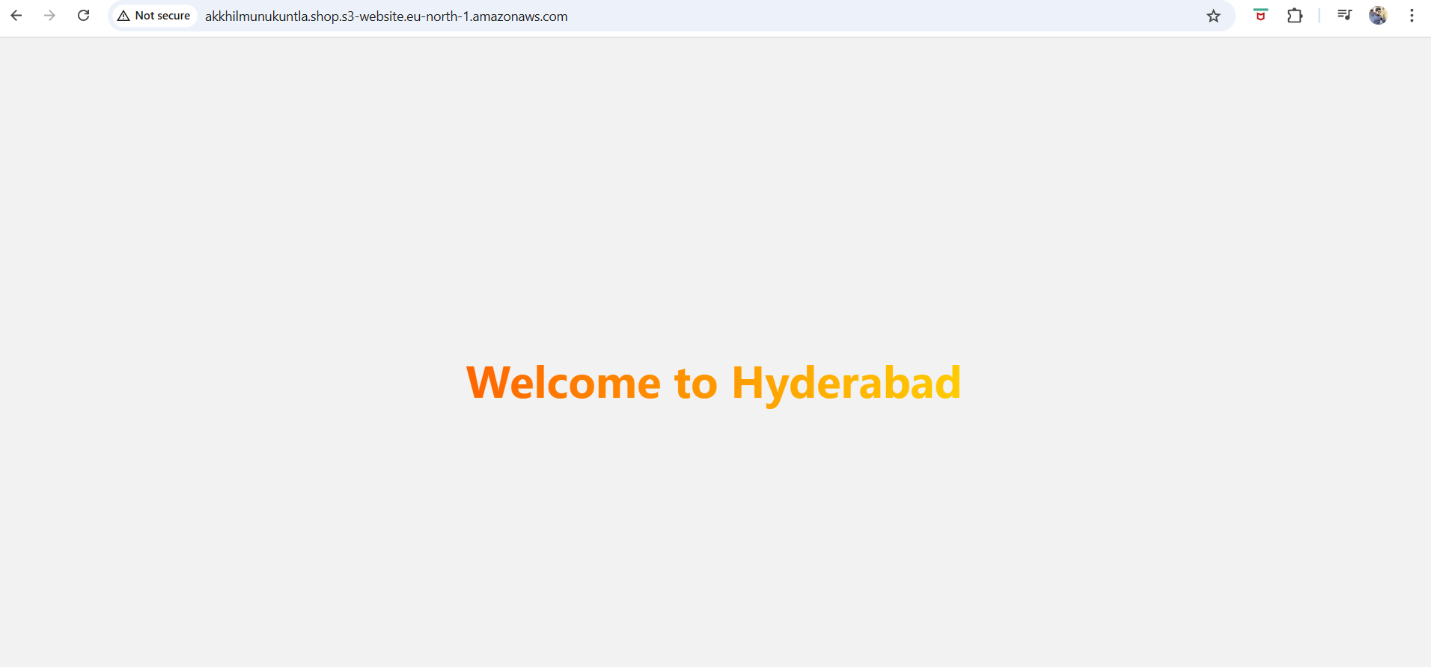 Not secure
akkhilmunukuntla.shop.s3-website.eu-north-1.amazonaws.com
Welcome to Hyderabad